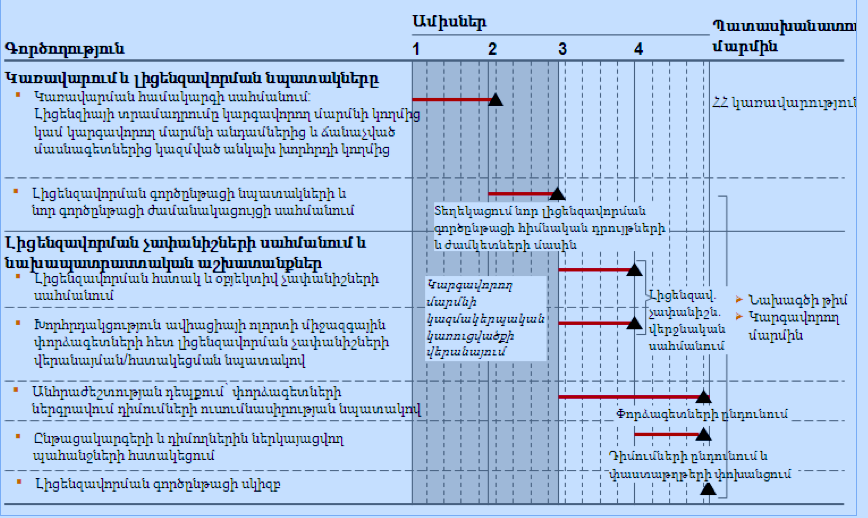 Ամիսներ
Պատասխանատու
մարմին
Գործողություն
1 2 3 4
Կառավարում և լիցենզավորման նպատակները
Կառավարման համակարգի սահմանում:
Լիցենզիայի տրամադրումը կարգավորող մարմնի կողմից
կամ կարգավորող մարմնի անդամներից և ճանաչված
մասնագետներից կազմված անկախ խորհրդի կողմից
ՀՀ կառավարություն
Լիցենզավորման գործընթացի նպատակների և
նոր գործընթացի ժամանակացույցի սահմանում
Տեղեկացում նոր լիցենզավորման
գործընթացի հիմնական դրույթների
և ժամկետների մասին
Լիցենզավորման չափանիշների սահմանում և
նախապատրաստական աշխատանքներ
Լիցենզավորման հստակ և օբյեկտիվ չափանիշների
սահմանում
Կարգավորող
մարմնի
կազմակերպական
կառուցվածքի
վերանայում
Լիցենզավ.
չափանիշն.
վերջնական
սահմանում
Նախագծի թիմ
Կարգավորող
մարմին
Խորհրդակցություն ավիացիայի ոլորտի միջազգային
փորձագետների հետ լիցենզավորման չափանիշների
վերանայման/հստակեցման նպատակով
Անհրաժեշտության դեպքում` փորձագետների
ներգրավում դիմումների ուսումնասիրության նպատակով
Փորձագետների ընդունում
Ընթացակարգերի և դիմողներին ներկայացվող
պահանջների հստակեցում
Դիմումների ընդունում և
փաստաթղթերի փոխանցում
Լիցենզավորման գործընթացի սկիզբ